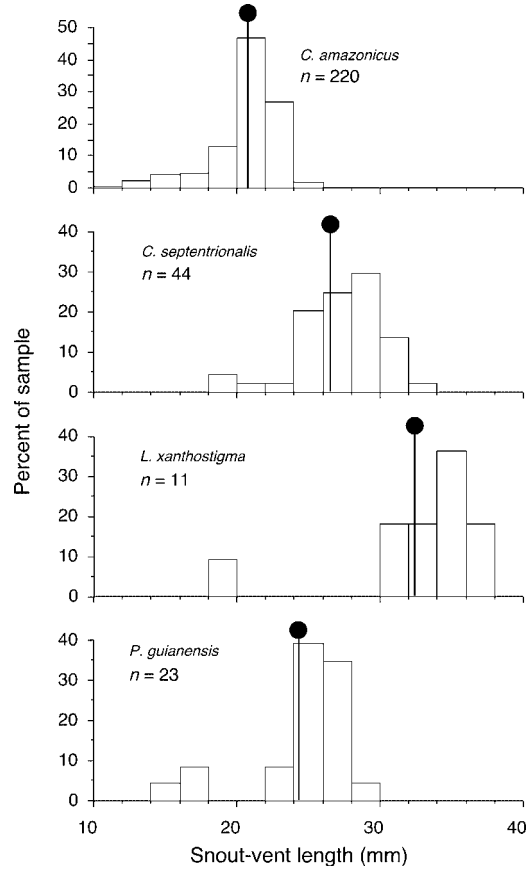 50
40
30
20
10
0
C. amazonicus
n = 220
40
30
20
10
0
C. septentrionalis
n = 44
40
30
20
10
0
L. xanthostigma
n = 11
40
30
20
10
0
P. guianensis
n = 23
10 20 30 40
Snout-vent length (mm)
Percent of sample